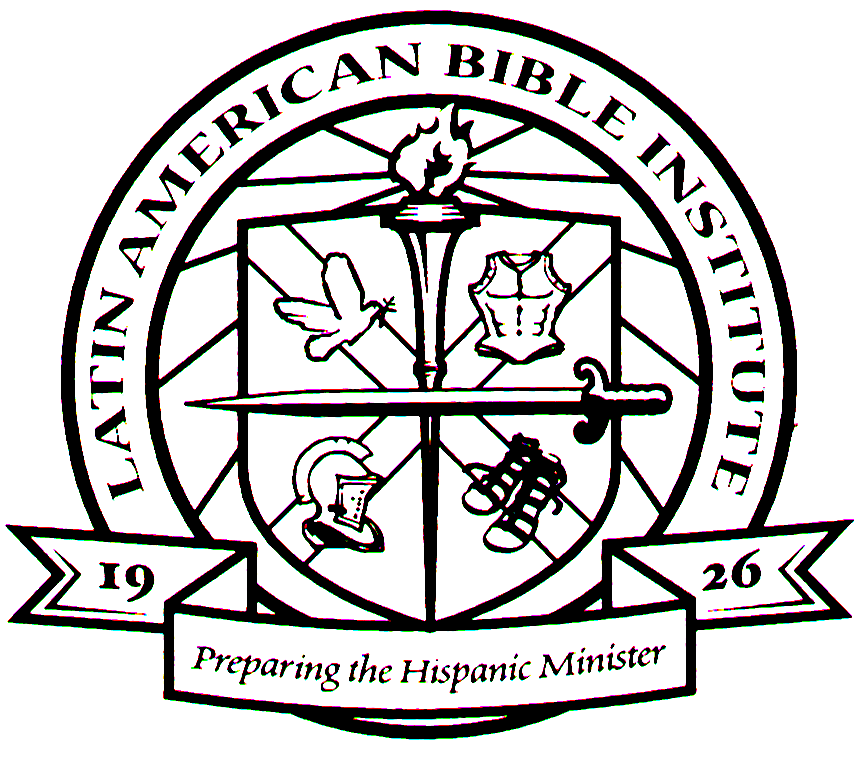 LATIN AMERICAN BIBLE INSTITUTE
19 26
Preparing the Hispanic Minister